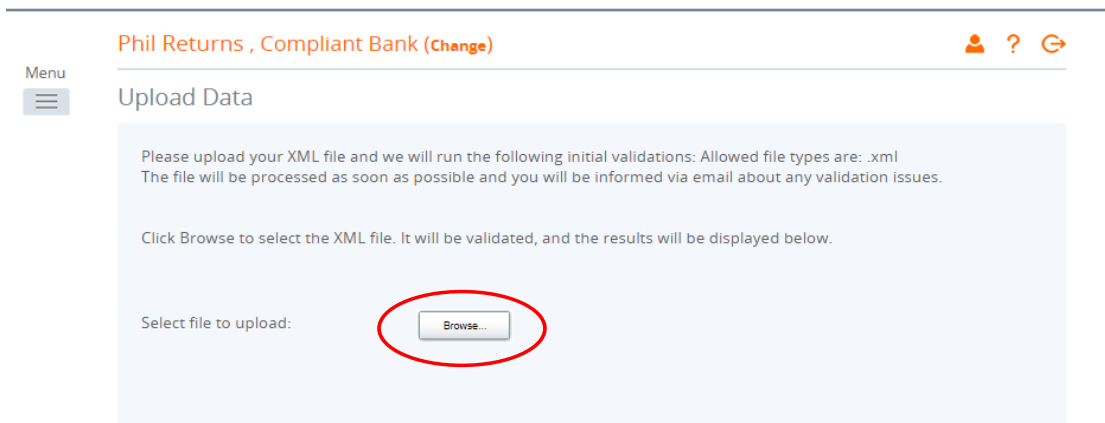 Phil Returns , Compliant Bank (Change)
?
Menu
Upload Data
Please upload your XML file and we will run the following initial validations: Allowed file types are: .xml
The file will be processed as soon as possible and you will be informed via email about any validation issues.
Click Browse to select the XML file. It will be validated, and the results will be displayed below.
Select file to upload:
Browse...